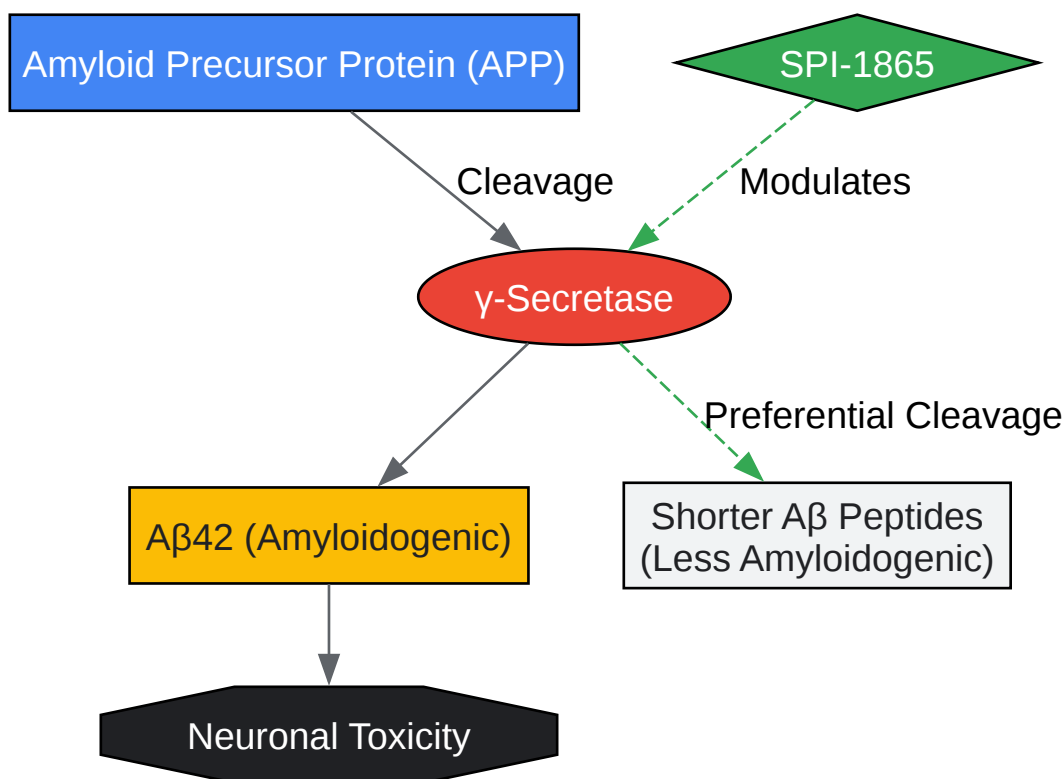 Amyloid Precursor Protein (APP)
SPI-1865
Cleavage
Modulates
γ-Secretase
Preferential Cleavage
Aβ42 (Amyloidogenic)
Shorter Aβ Peptides
(Less Amyloidogenic)
Neuronal Toxicity